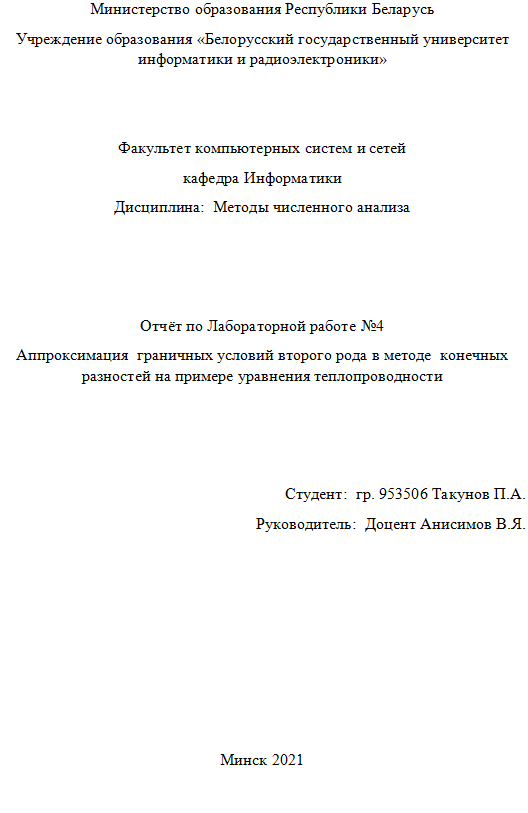 Министерство образования Республики Беларусь
Учреждение образования «Белорусский государственный университет
информатики и радиоэлектроники»
Факультет компьютерных систем и сетей
кафедра Информатики
Дисциплина:  Методы численного анализа
Отчёт по Лабораторной работе №4
Аппроксимация  граничных условий второго рода в методе  конечных
разностей на примере уравнения теплопроводности
Студент:  гр. 953506 Такунов П.А.
Руководитель:  Доцент Анисимов В.Я.
Минск 2021